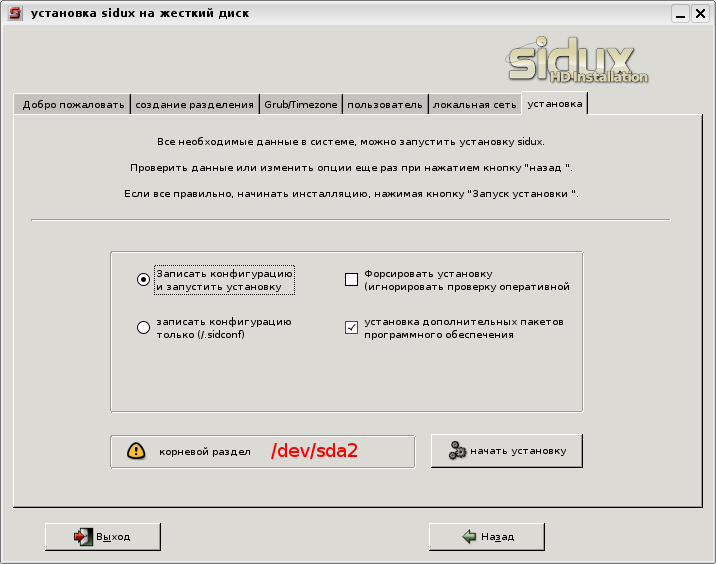 установка sidux на жесткий диск
sidux
HD-Installation
Добро пожаловать
создание разделения
Grub/Timezone
пользователь
локальная сеть
установка
Все необходимые данные в системе, можно запустить установку sidux.
Проверить данные или изменить опции еще раз при нажатием кнопку "назад ".
Если все правильно, начинать инсталляцию, нажимая кнопку "Запуск установки ".
Записать конфигурацию
и запустить установку
Форсировать установку
(игнорировать проверку оперативной
записать конфигурацию
только (/.sidconf)
установка дополнительных пакетов
программного обеспечения
корневой раздел
/dev/sda2
начать установку
Выход
Назад